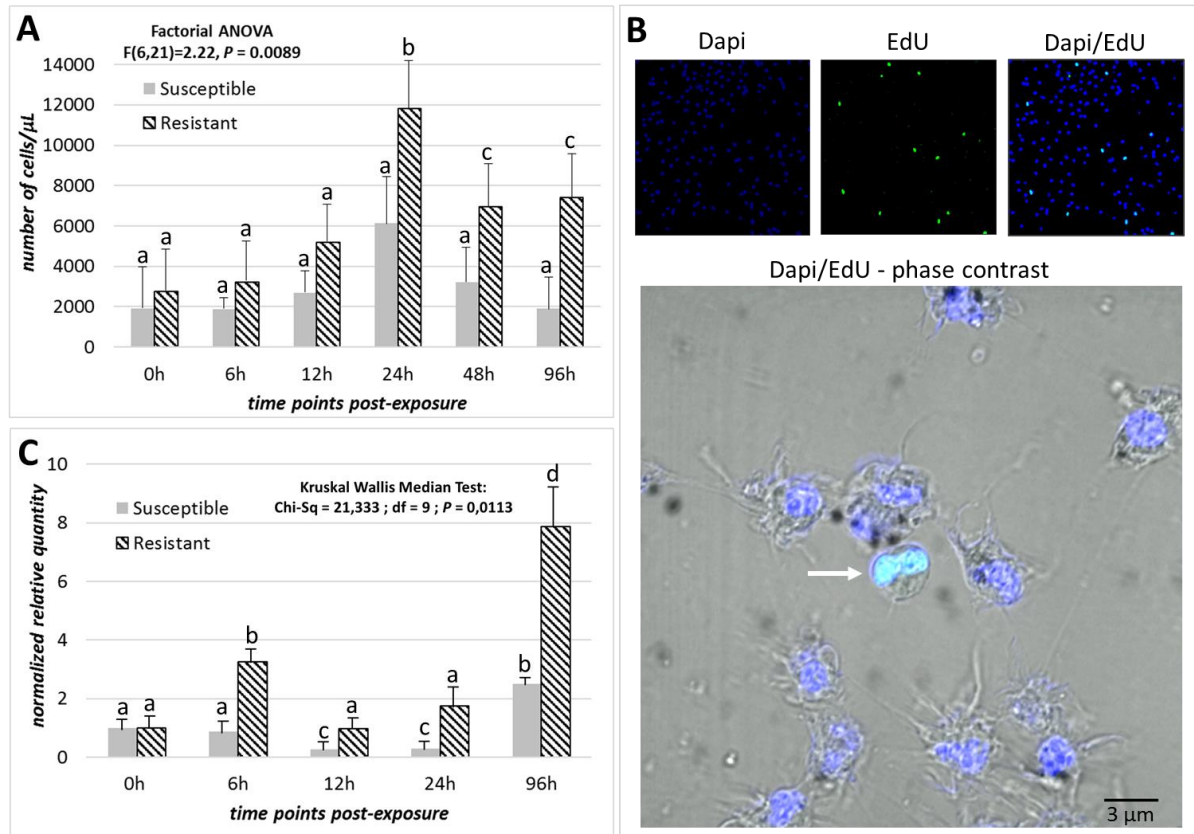 A
Factorial ANOVA
F(6,21)=2.22, P = 0.0089
Susceptible
Resistant
number of cells/µL
14000
12000
10000
8000
6000
4000
2000
0
a a a a a a a b a c a c
0h 6h 12h 24h 48h 96h
time points post-exposure
B
Dapi EdU Dapi/EdU
Dapi/EdU - phase contrast
3 µm
C
Kruskal Wallis Median Test:
Chi-Sq = 21,333 ; df = 9 ; P = 0,0113
Susceptible
Resistant
normalized relative quantity
10
8
6
4
2
0
a a a b c a c a b d
0h 6h 12h 24h 96h
time points post-exposure